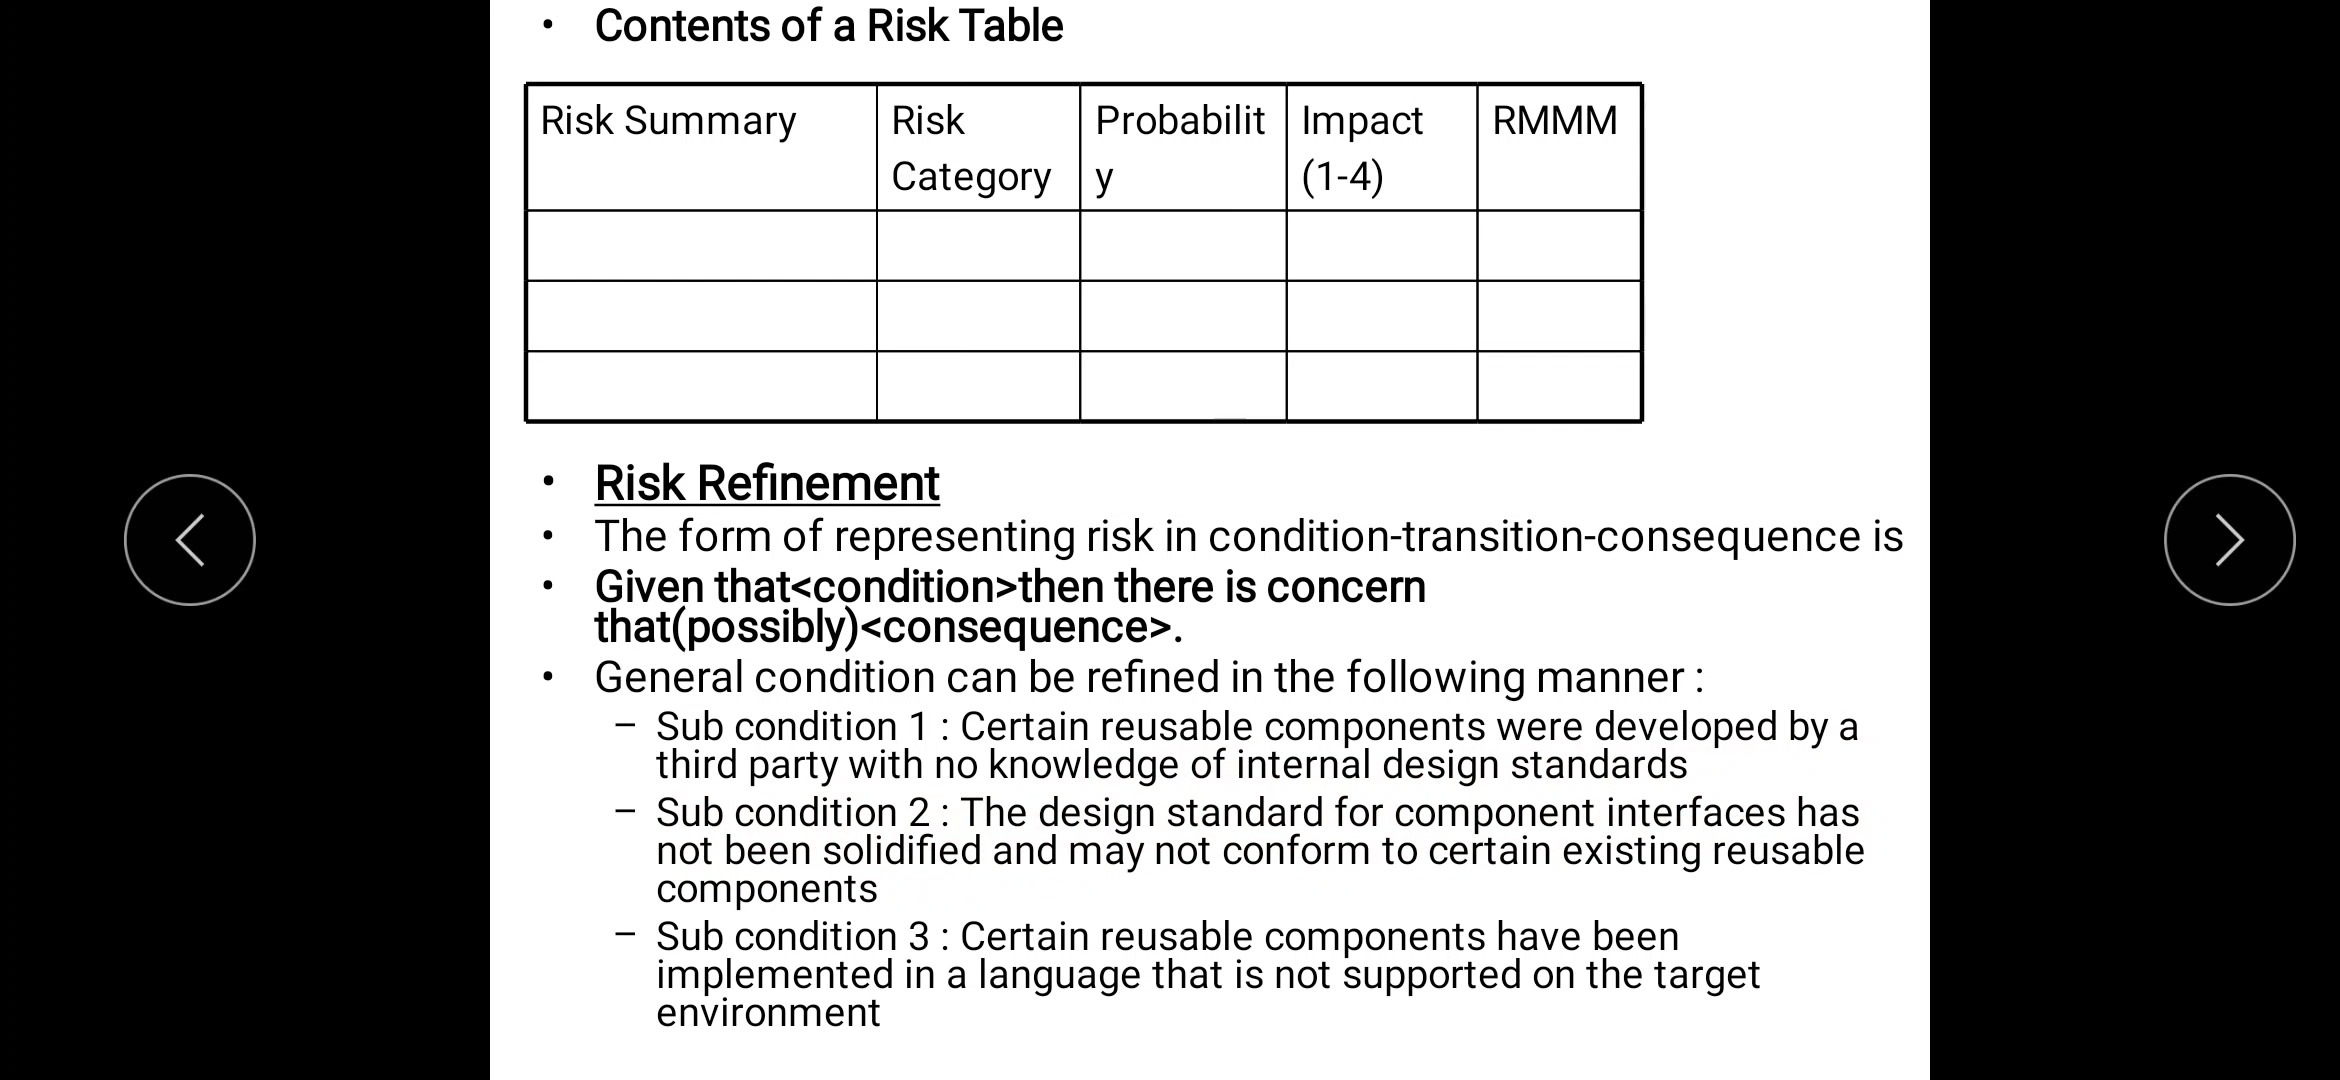 • Contents of a Risk Table
Risk Summary
Risk
Category
Probabilit
y
Impact
(1-4)
RMMM
• Risk Refinement
• The form of representing risk in condition-transition-consequence is
• Given that<condition>then there is concern
that(possibly)<consequence>.
• General condition can be refined in the following manner :
– Sub condition 1 : Certain reusable components were developed by a
third party with no knowledge of internal design standards
– Sub condition 2 : The design standard for component interfaces has
not been solidified and may not conform to certain existing reusable
components
– Sub condition 3 : Certain reusable components have been
implemented in a language that is not supported on the target
environment